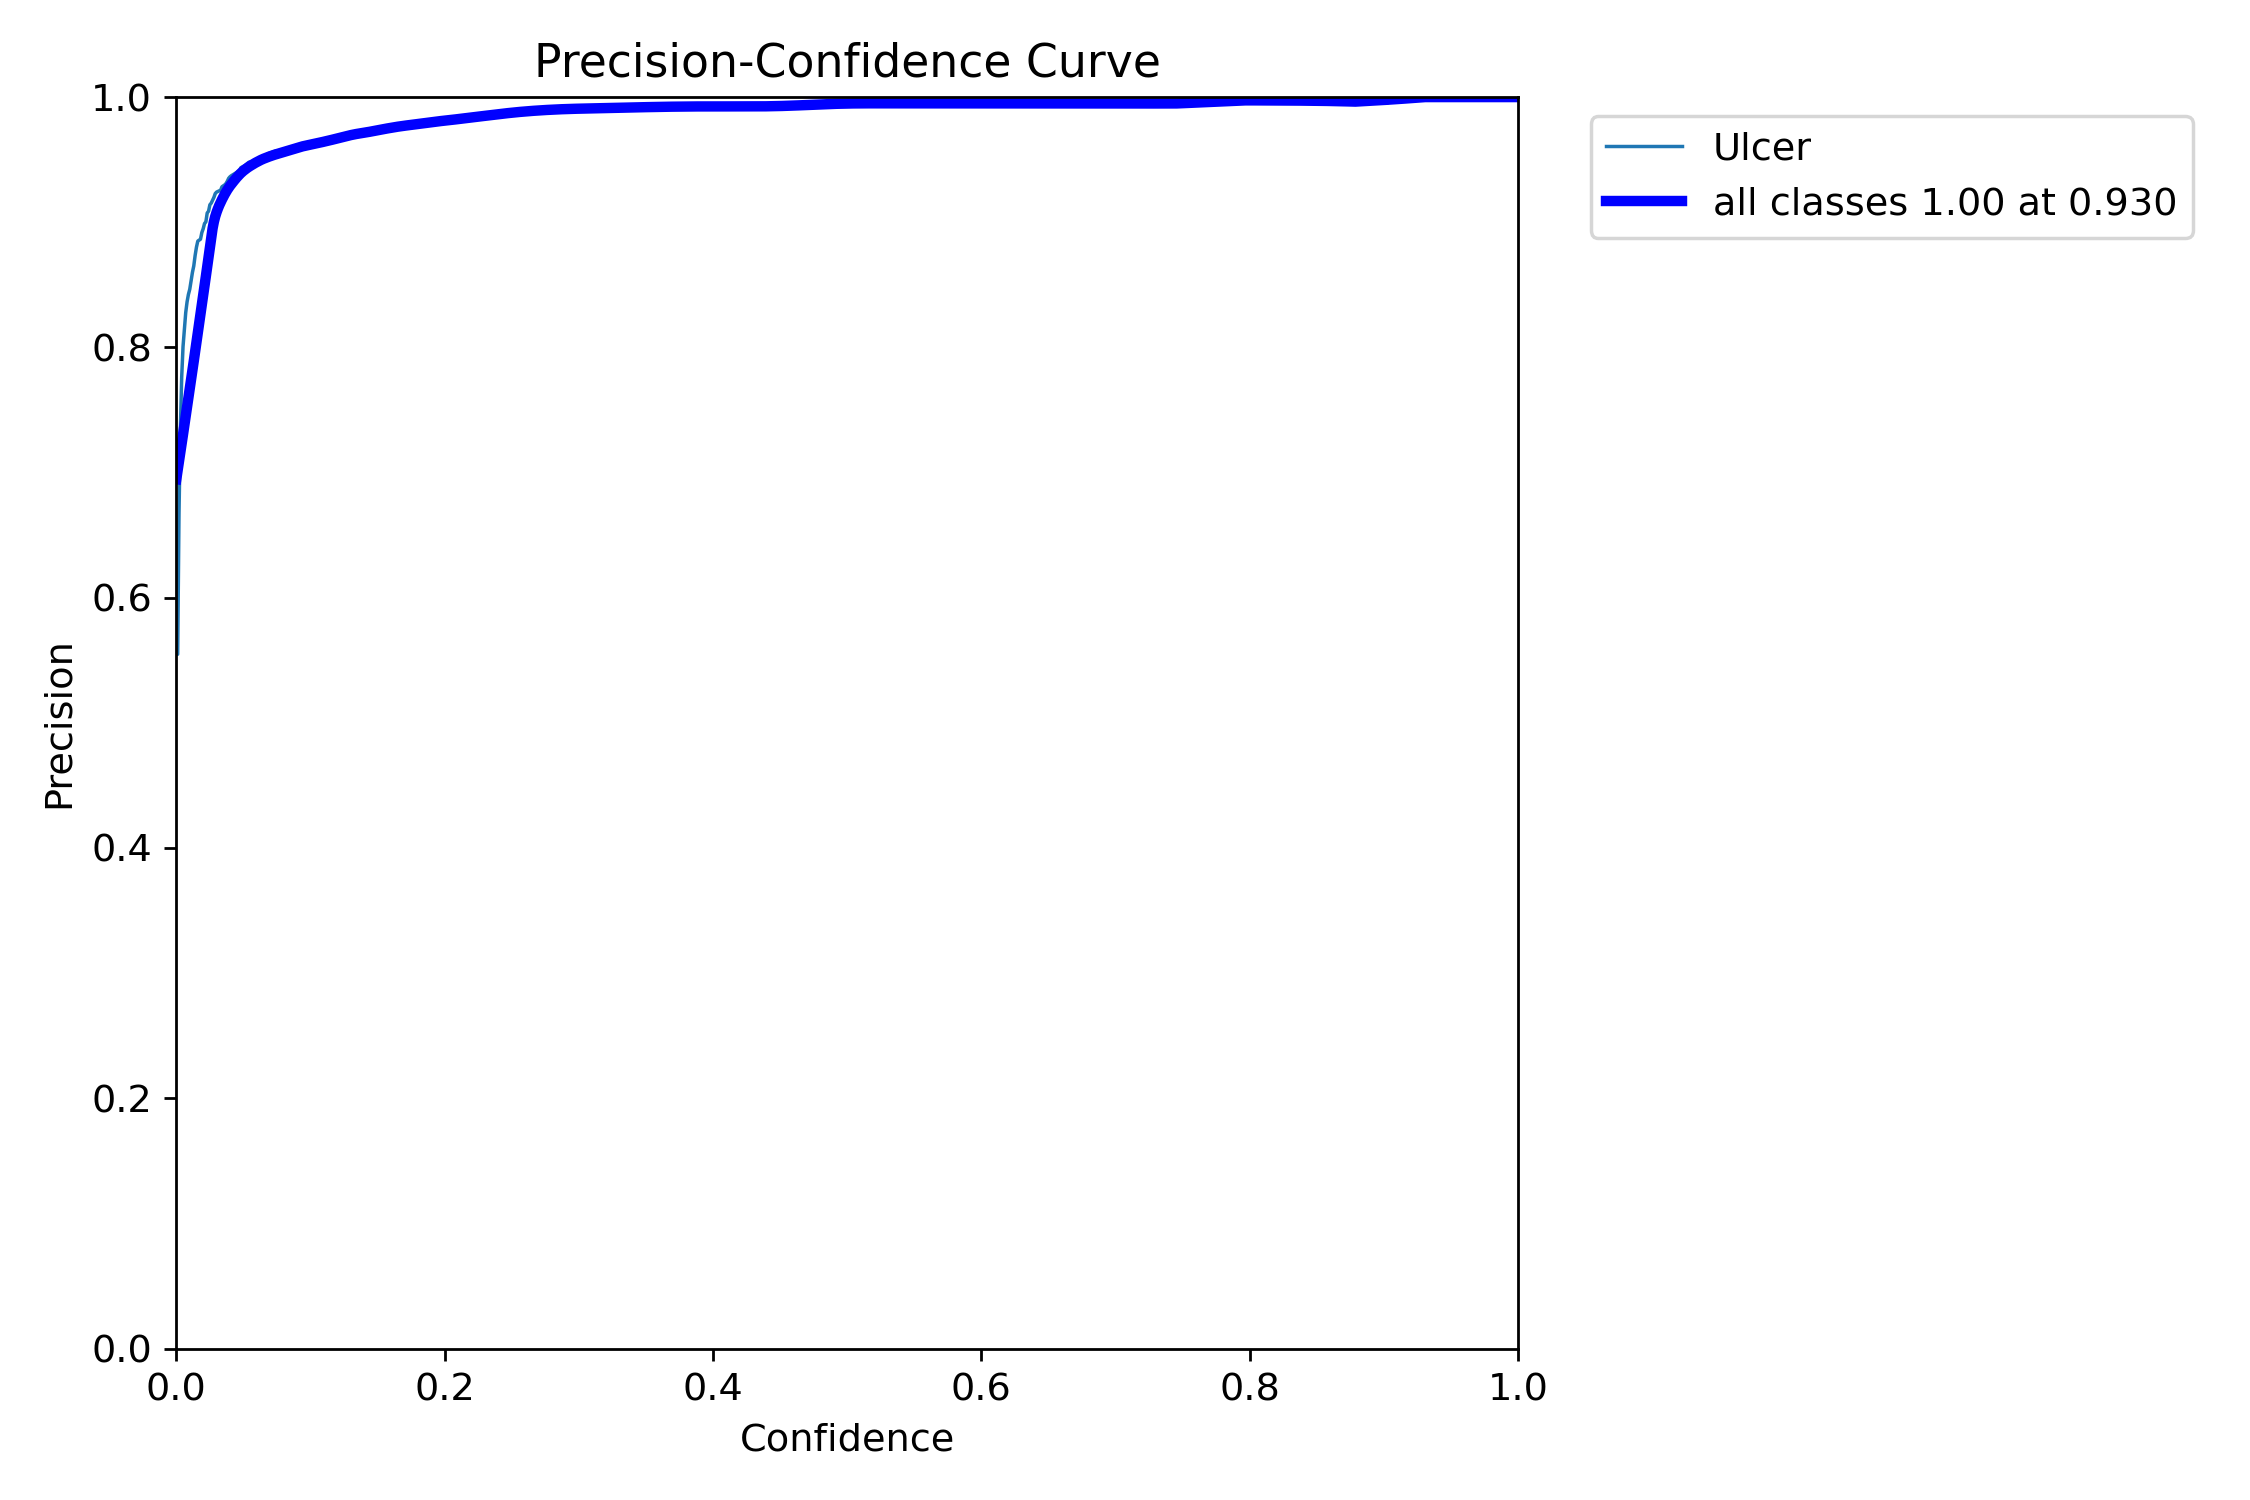 Precision-Confidence Curve
1.0
0.8
0.6
0.4
0.2
0.0
Precision
0.0 0.2 0.4 0.6 0.8 1.0
Confidence
Ulcer
all classes 1.00 at 0.930